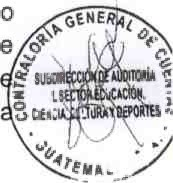 o
e
e
a
CONTRALORÍA GENERAL DE CUENTAS
SUBDIRECCIÓN DE AUDITORÍA
SECTOR EDUCACIÓN,
CIENCIA, CULTURA Y DEPORTES
GUATEMALA